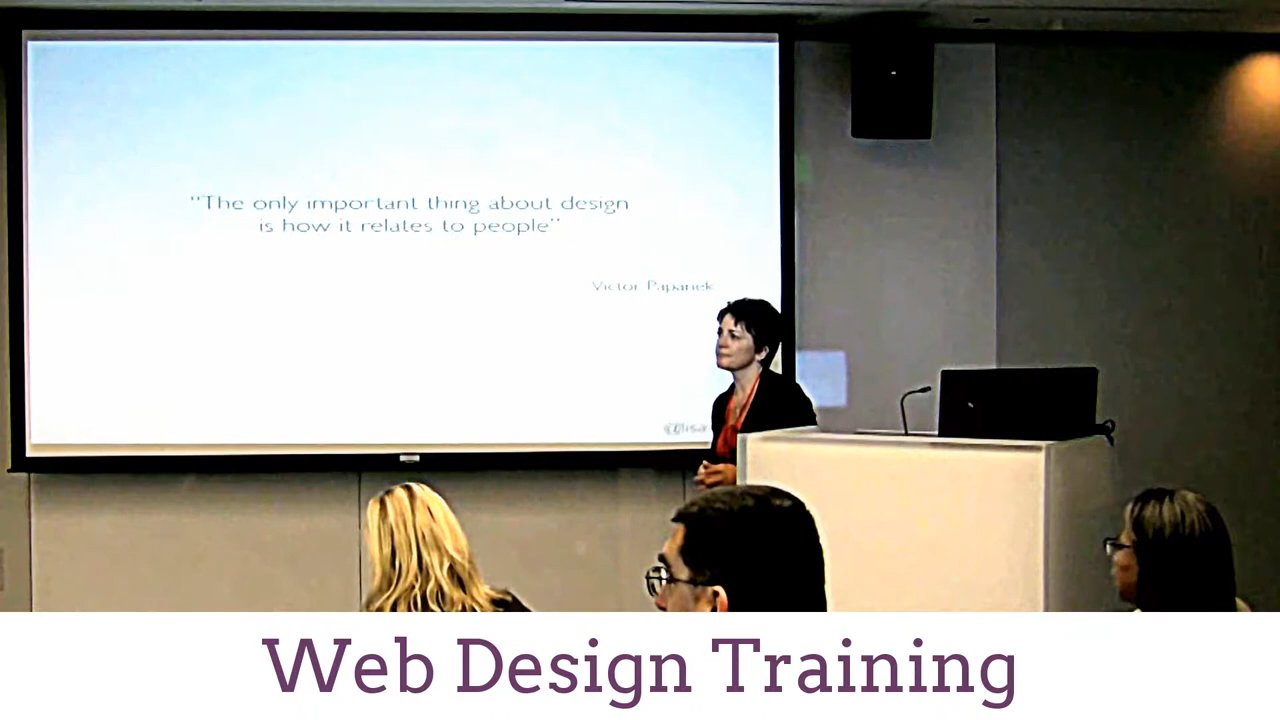 "The only important thing about design
is how it relates to people"
Victor Papanek
Web Design Training